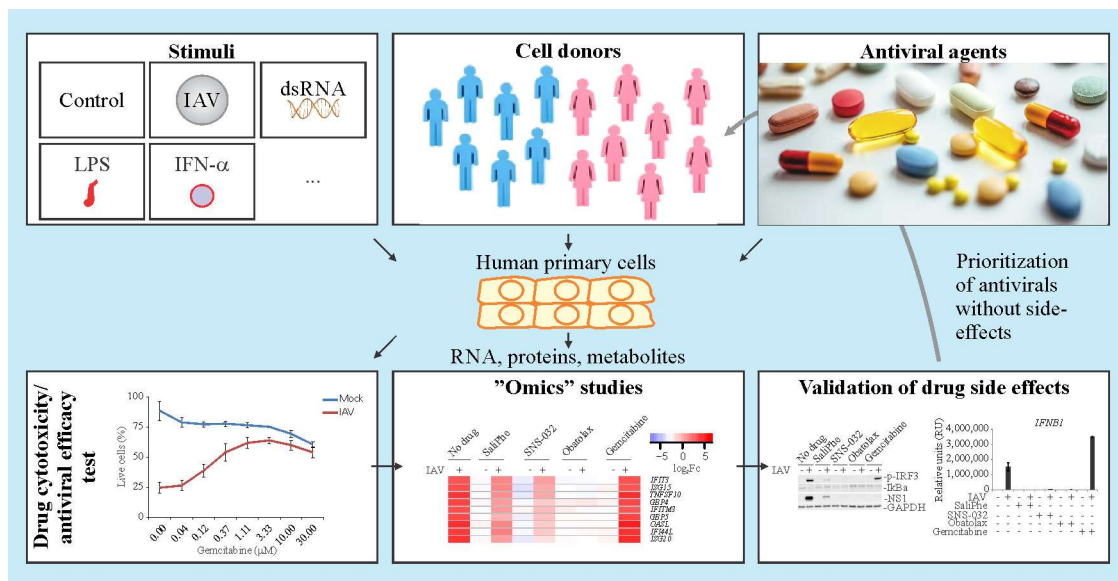 Stimuli
Control
IAV
dsRNA
LPS
IFN-α
...
Cell donors
Antiviral agents
Human primary cells
RNA, proteins, metabolites
Prioritization
of antivirals
without side-
effects
Drug cytotoxicity/
antiviral efficacy
test
Live cells (%)
100
75
50
25
0
Mock
IAV
0.00
0.04
0.12
0.37
1.11
3.33
10.00
30.00
Gemcitabine (µM)
"Omics" studies
No drug
SaliPhe
SNS-032
Obatolax
Gemcitabine
-5 0 5
log₂Fc
IAV - + - + - + - + - +
IFIT3
ISG15
TNFSF10
GBP4
IFITM3
GBP5
OASL
IFI44L
ISG20
Validation of drug side effects
No drug
SaliPhe
SNS-032
Obatolax
Gemcitabine
IAV - + - + - + - + - +
-p-IRF3
-IkBa
-NS1
-GAPDH
IFNB1
Relative units (RU)
4,000,000
3,000,000
2,000,000
1,000,000
0
- + - + - + - + - + IAV
- - + + - - - - - - SaliPhe
- - - - + + - - - - SNS-032
- - - - - - + + - - Obatolax
- - - - - - - - + + Gemcitabine